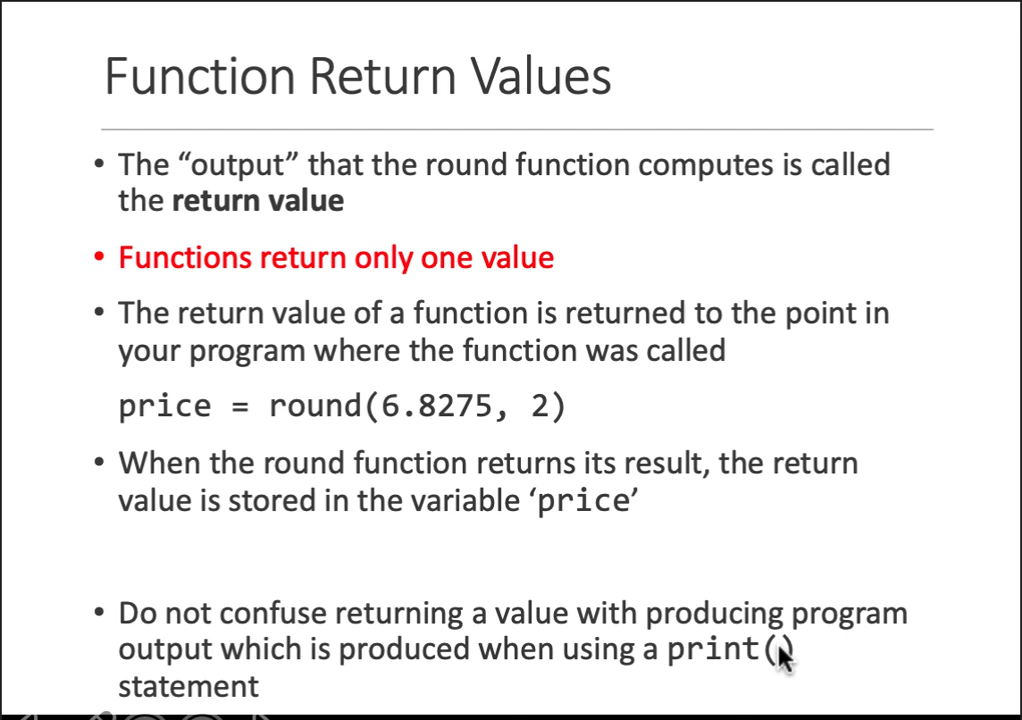 Function Return Values
• The “output” that the round function computes is called
the return value
• Functions return only one value
• The return value of a function is returned to the point in
your program where the function was called
price = round(6.8275, 2)
• When the round function returns its result, the return
value is stored in the variable ‘price’
• Do not confuse returning a value with producing program
output which is produced when using a print()
statement